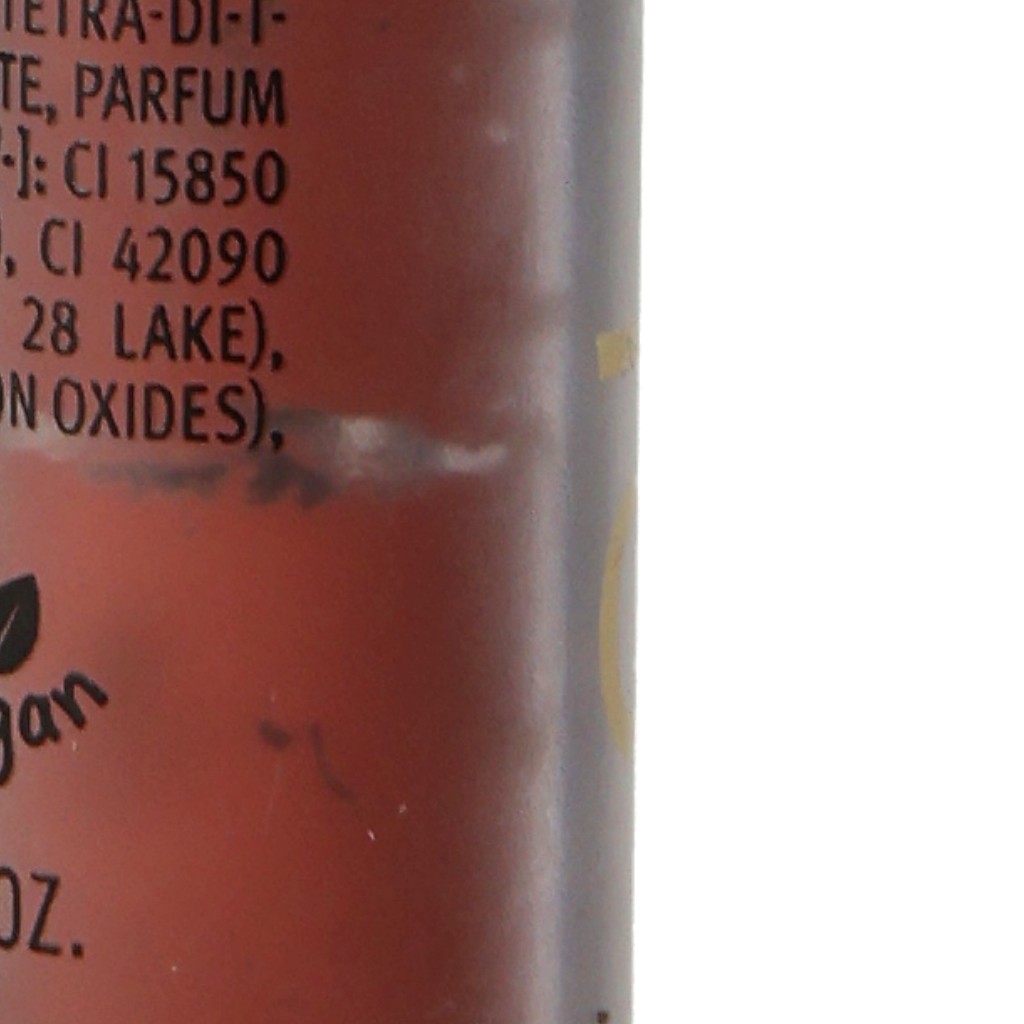 TETRA-DI-T-
TE, PARFUM
-]: CI 15850
, CI 42090
28 LAKE),
ON OXIDES),
gan
OZ.